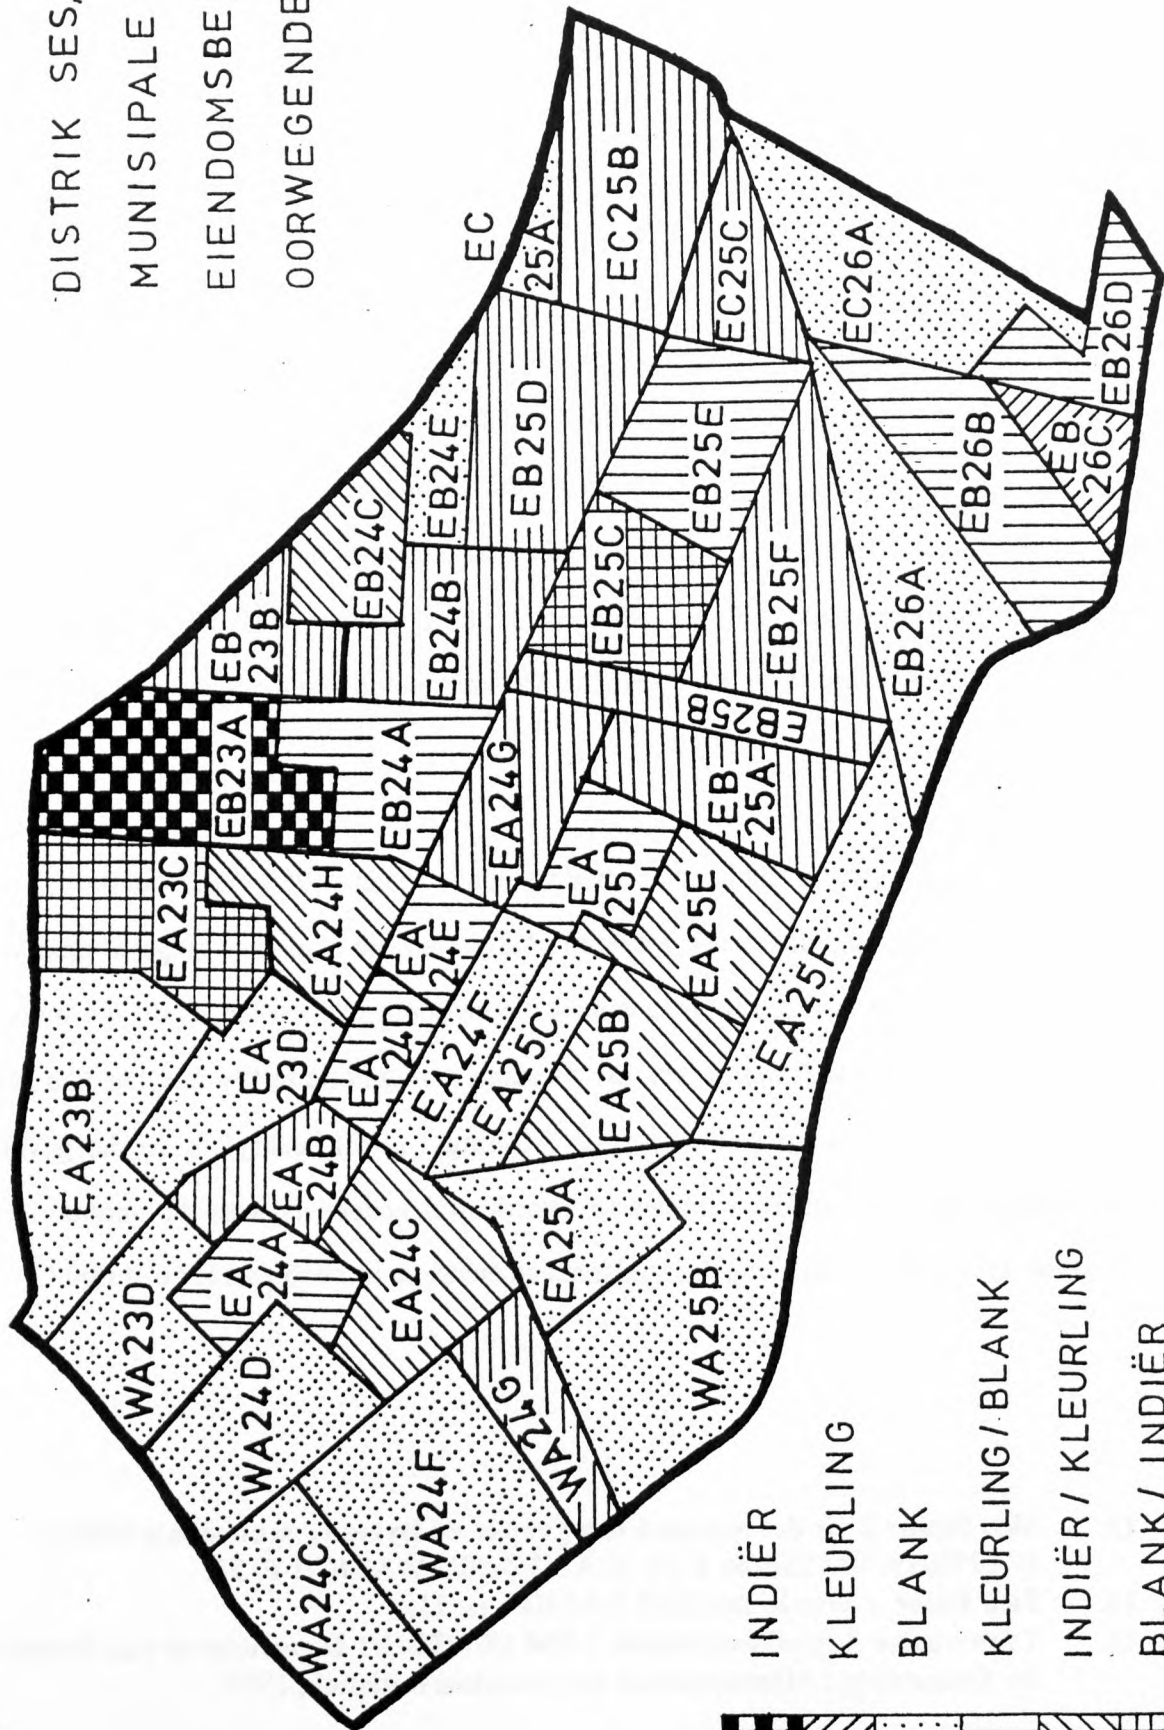 DISTRIK SES,
MUNISIPALE
EIENDOMSBE
OORWEGENDE
WA24C
WA24F
WA24D
WA23D
EA
24A
EA24C
WA24G
WA25B
EA25A
EA23B
EA
24B
EA
23D
EA
24D
EA24F
EA25C
EA25B
EA25F
EA23C
EA24H
EA
24E
EA
25D
EA25E
EB23A
EB24A
EA24G
EB
25A
EB25B
EB
23B
EB24B
EB24C
EB24E
EB25D
EB25C
EB25E
EB25F
EB26A
EC
25A
EC25B
EC25C
EC26A
EB26B
EB
26C
EB26D
INDIËR
KLEURLING
BLANK
KLEURLING/BLANK
INDIËR/KLEURLING
BLANK/INDIËR